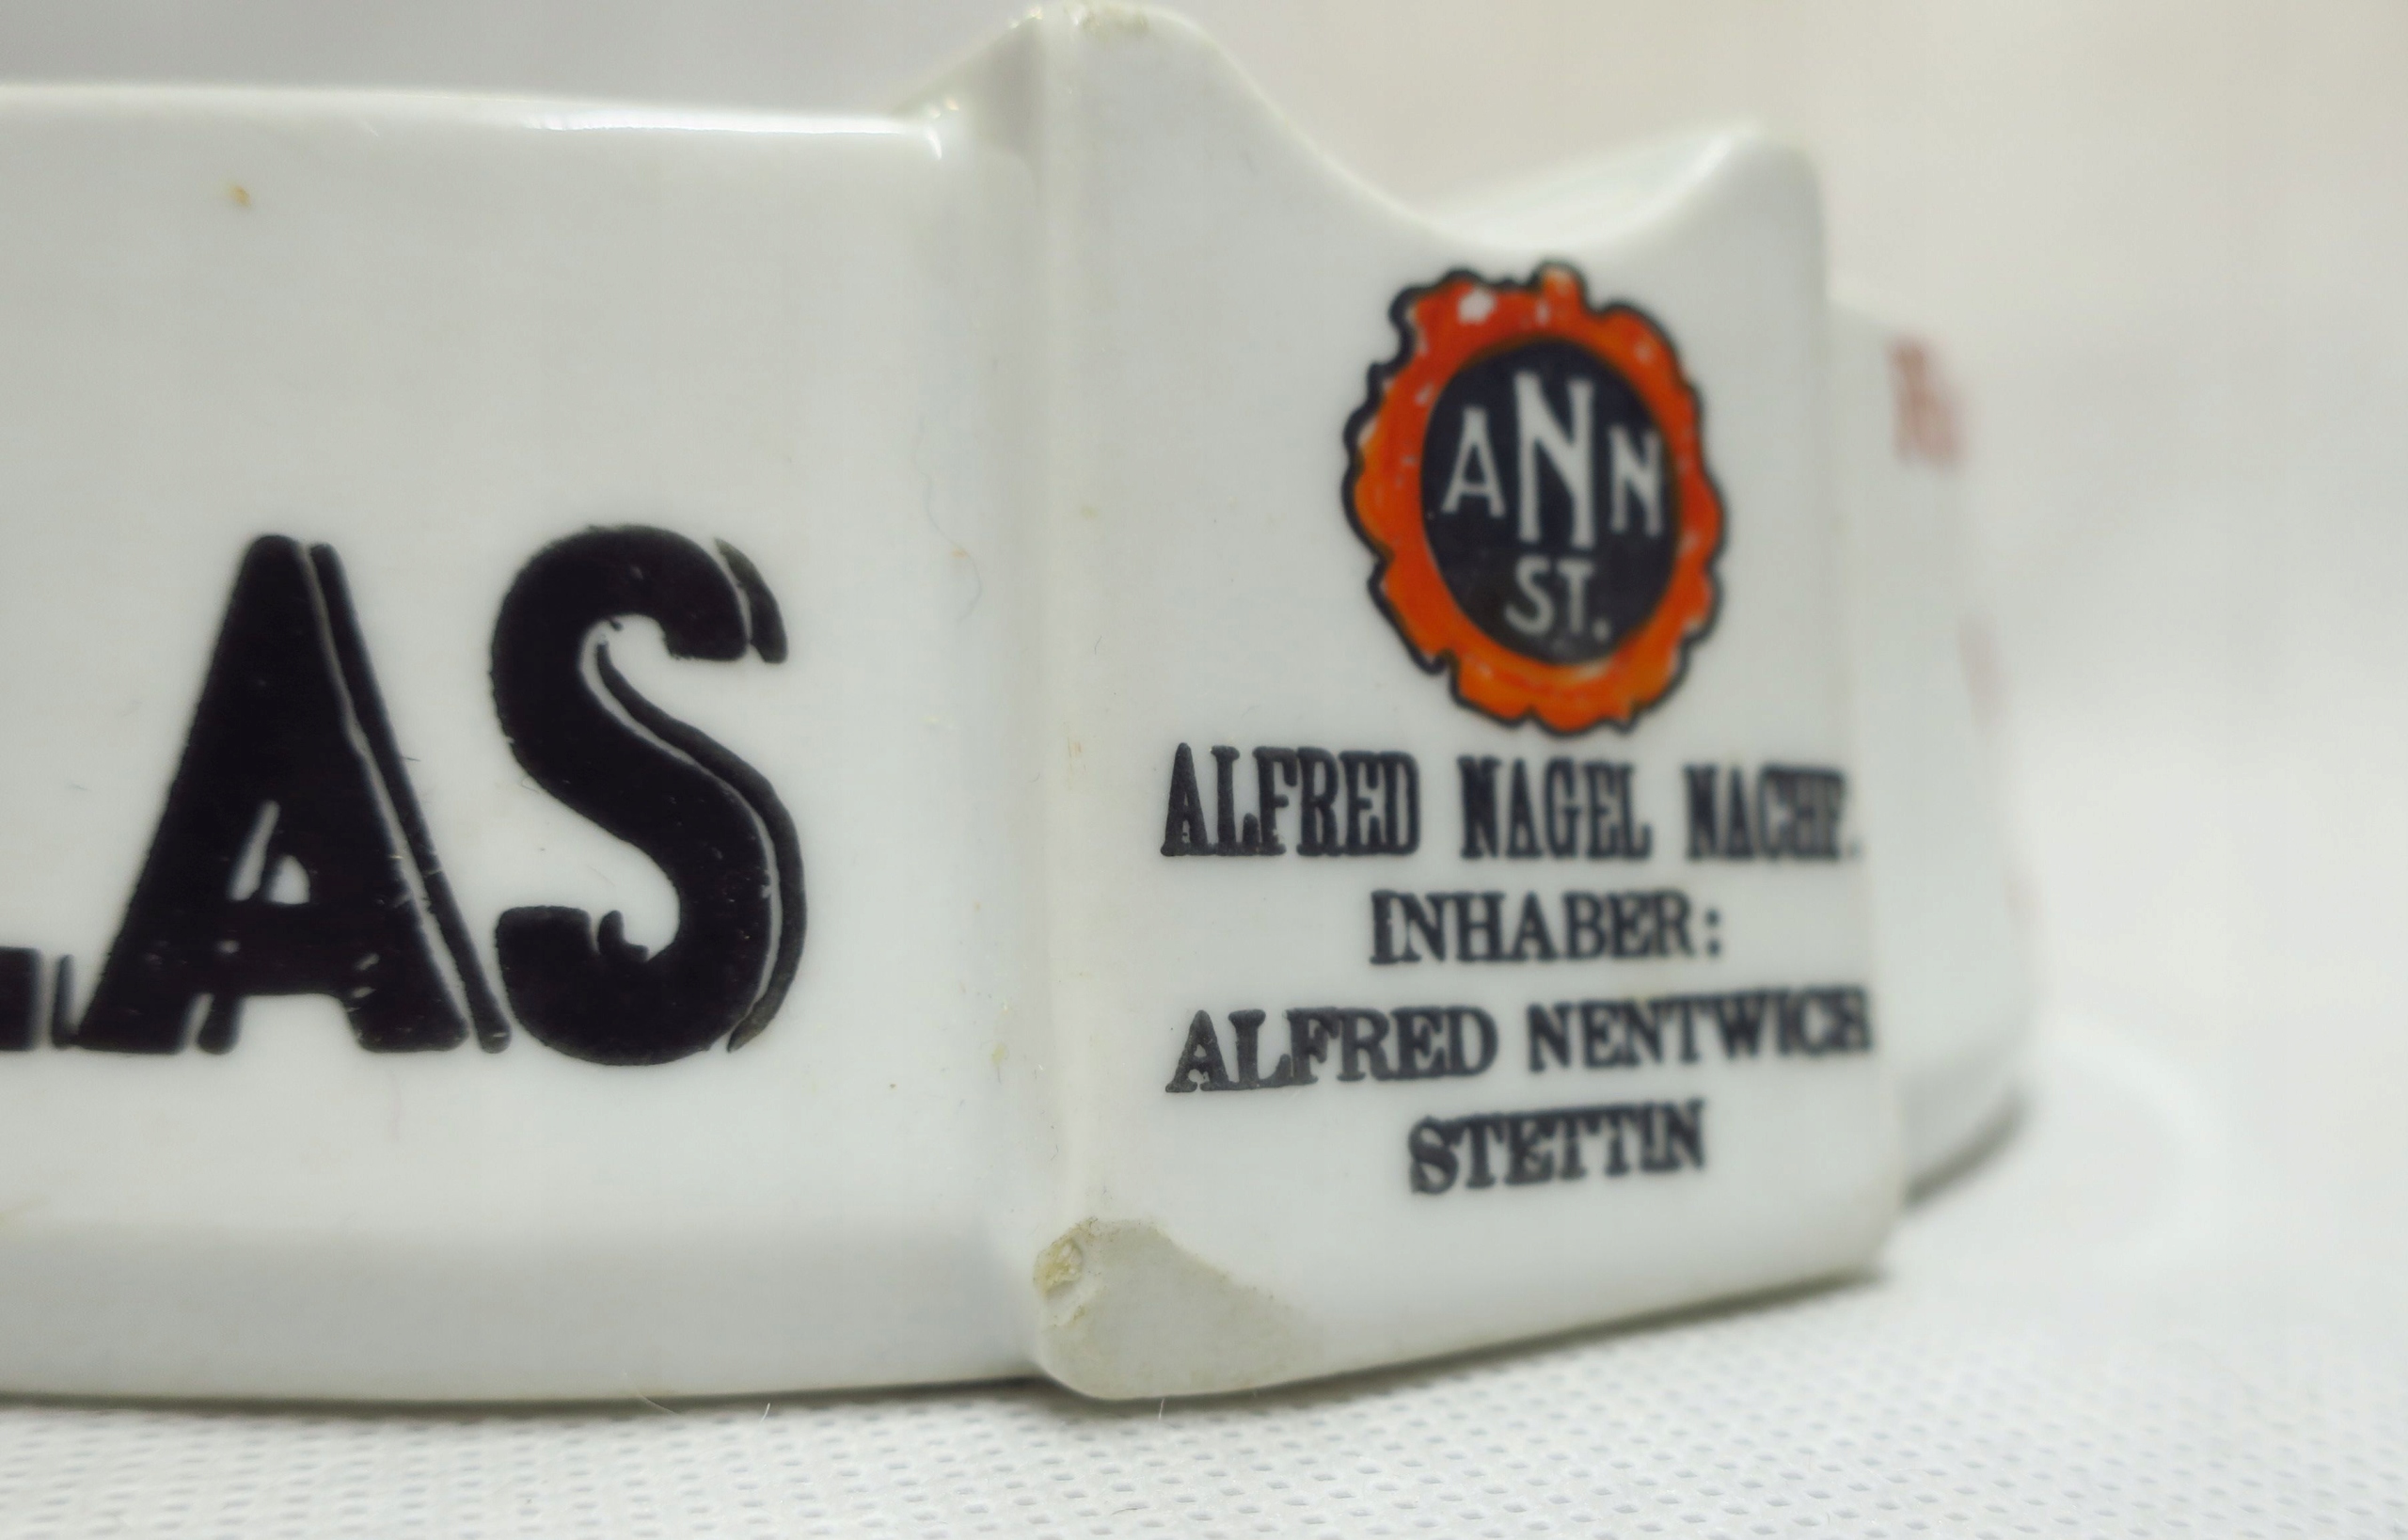 LAS
ANN
ST.
ALFRED NAGEL NACHF.
INHABER:
ALFRED NENTWICH
STETTIN